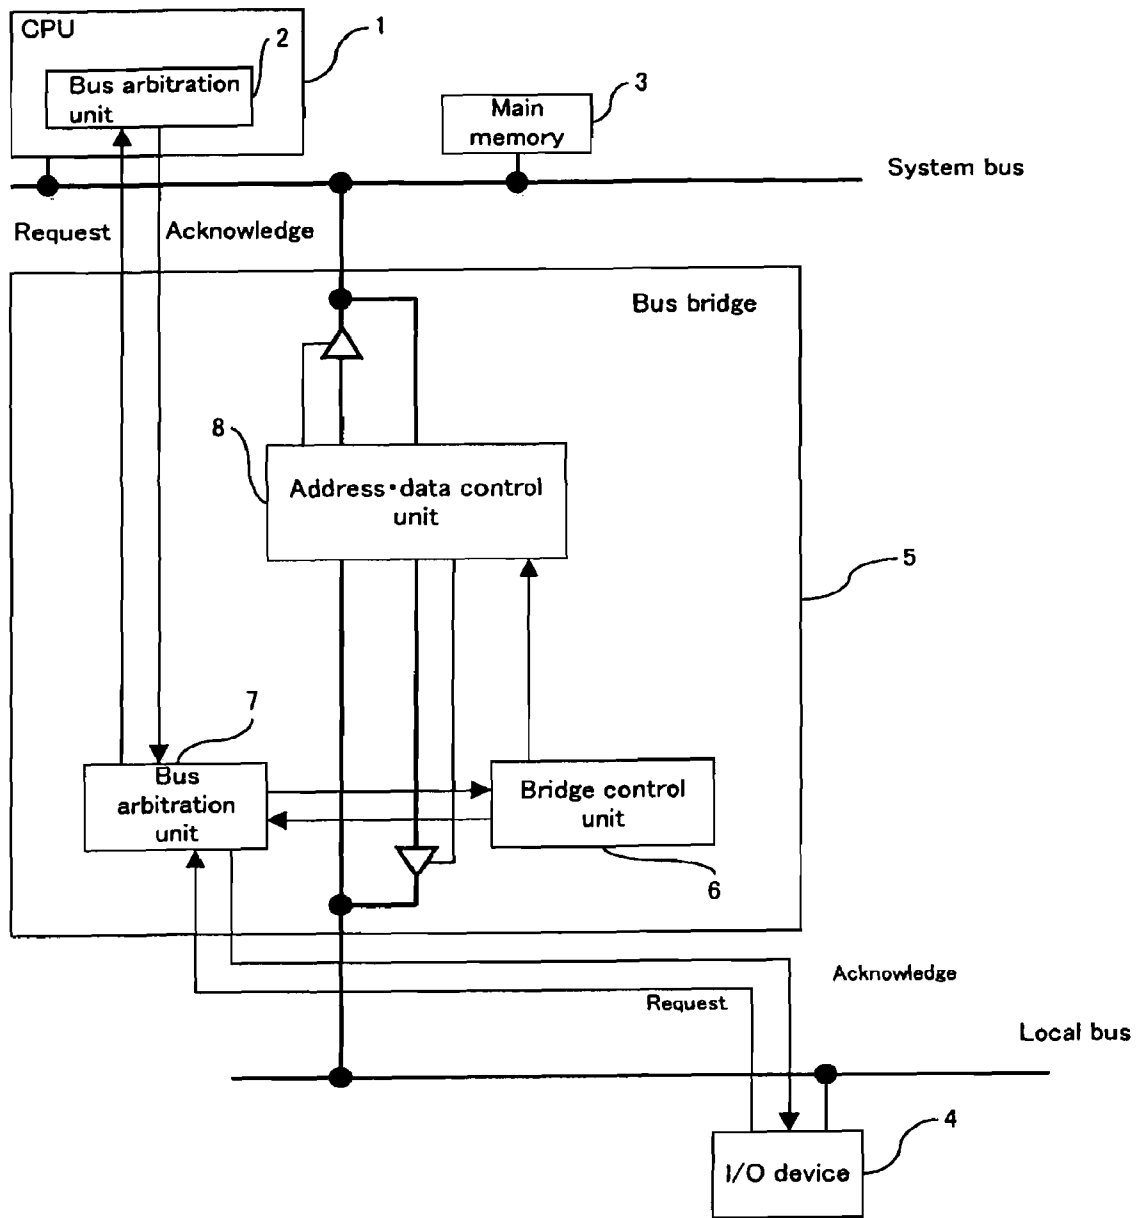 CPU
1
2
Bus arbitration
unit
3
Main
memory
System bus
Request
Acknowledge
Bus bridge
8
Address・data control
unit
5
7
Bus
arbitration
unit
Bridge control
unit
6
Acknowledge
Request
Local bus
4
I/O device